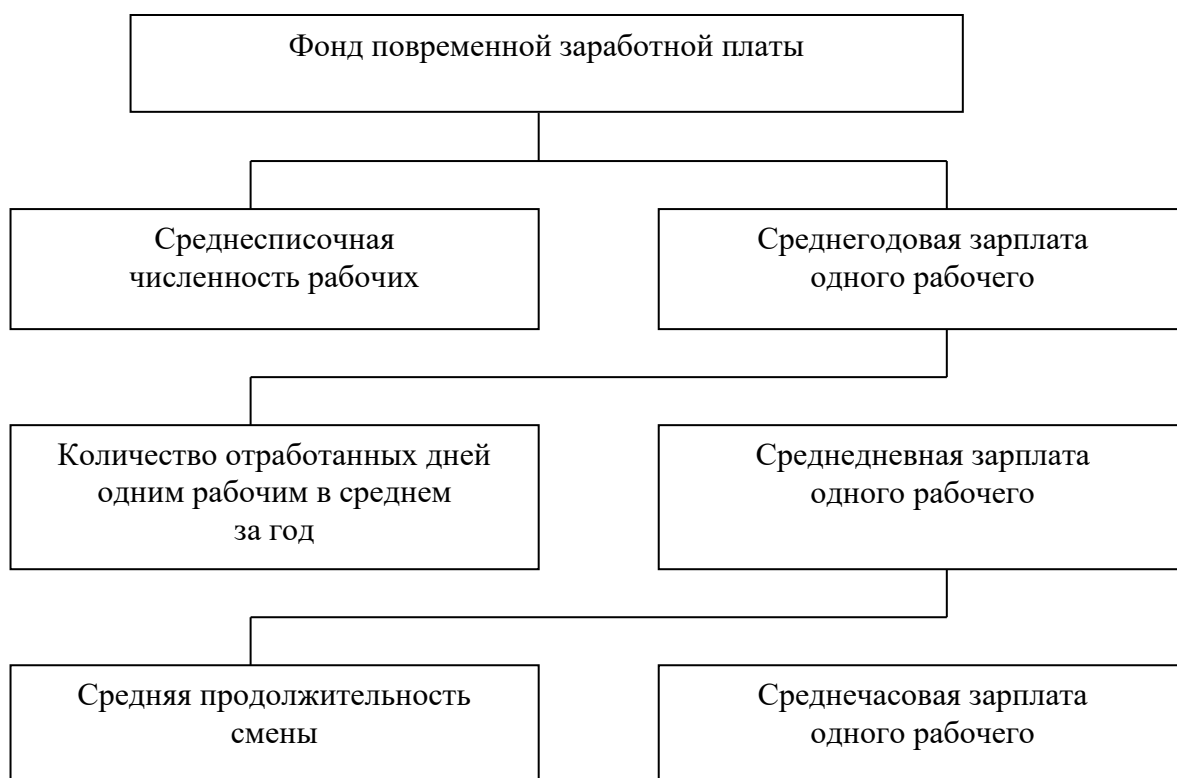 Фонд повременной заработной платы
Среднесписочная
численность рабочих
Среднегодовая зарплата
одного рабочего
Количество отработанных дней
одним рабочим в среднем
за год
Среднедневная зарплата
одного рабочего
Средняя продолжительность
смены
Среднечасовая зарплата
одного рабочего